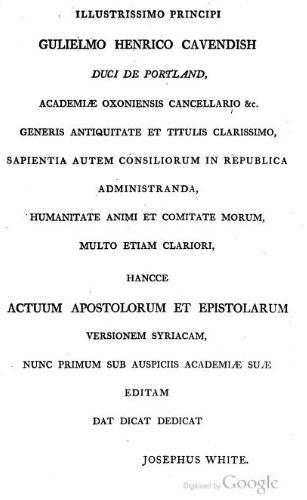 ILLUSTRISSIMO PRINCIPI
GULIELMO HENRICO CAVENDISH
DUCI DE PORTLAND,
ACADEMIÆ OXONIENSIS CANCELLARIO &c.
GENERIS ANTIQUITATE ET TITULIS CLARISSIMO,
SAPIENTIA AUTEM CONSILIORUM IN REPUBLICA
ADMINISTRANDA,
HUMANITATE ANIMI ET COMITATE MORUM,
MULTO ETIAM CLARIORI,
HANCCE
ACTUUM APOSTOLORUM ET EPISTOLARUM
VERSIONEM SYRIACAM,
NUNC PRIMUM SUB AUSPICIIS ACADEMIÆ SUÆ
EDITAM
DAT DICAT DEDICAT
JOSEPHUS WHITE.
Digitized by Google